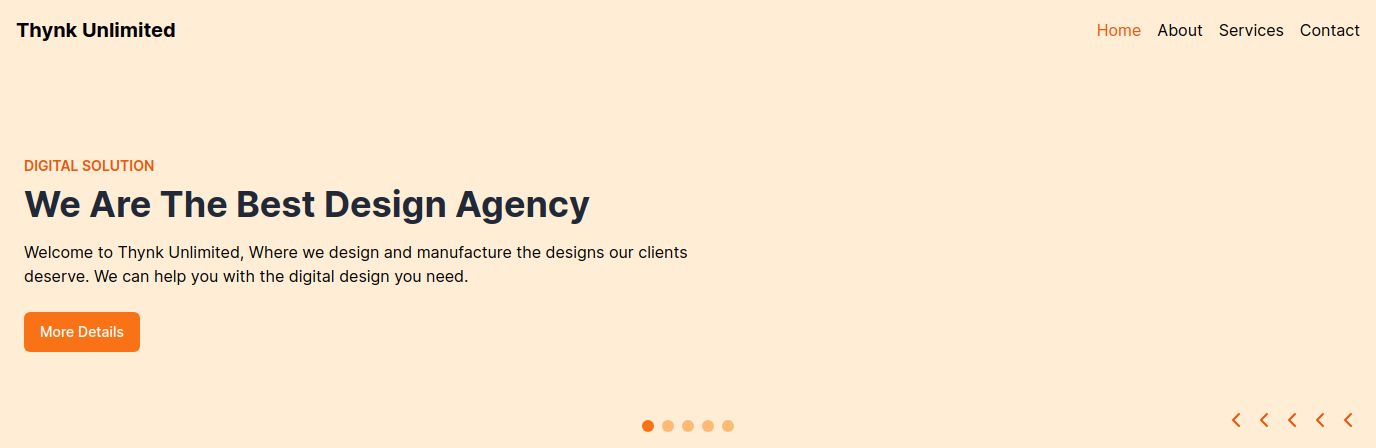 Thynk Unlimited
Home About Services Contact
DIGITAL SOLUTION
We Are The Best Design Agency
Welcome to Thynk Unlimited, Where we design and manufacture the designs our clients
deserve. We can help you with the digital design you need.
More Details